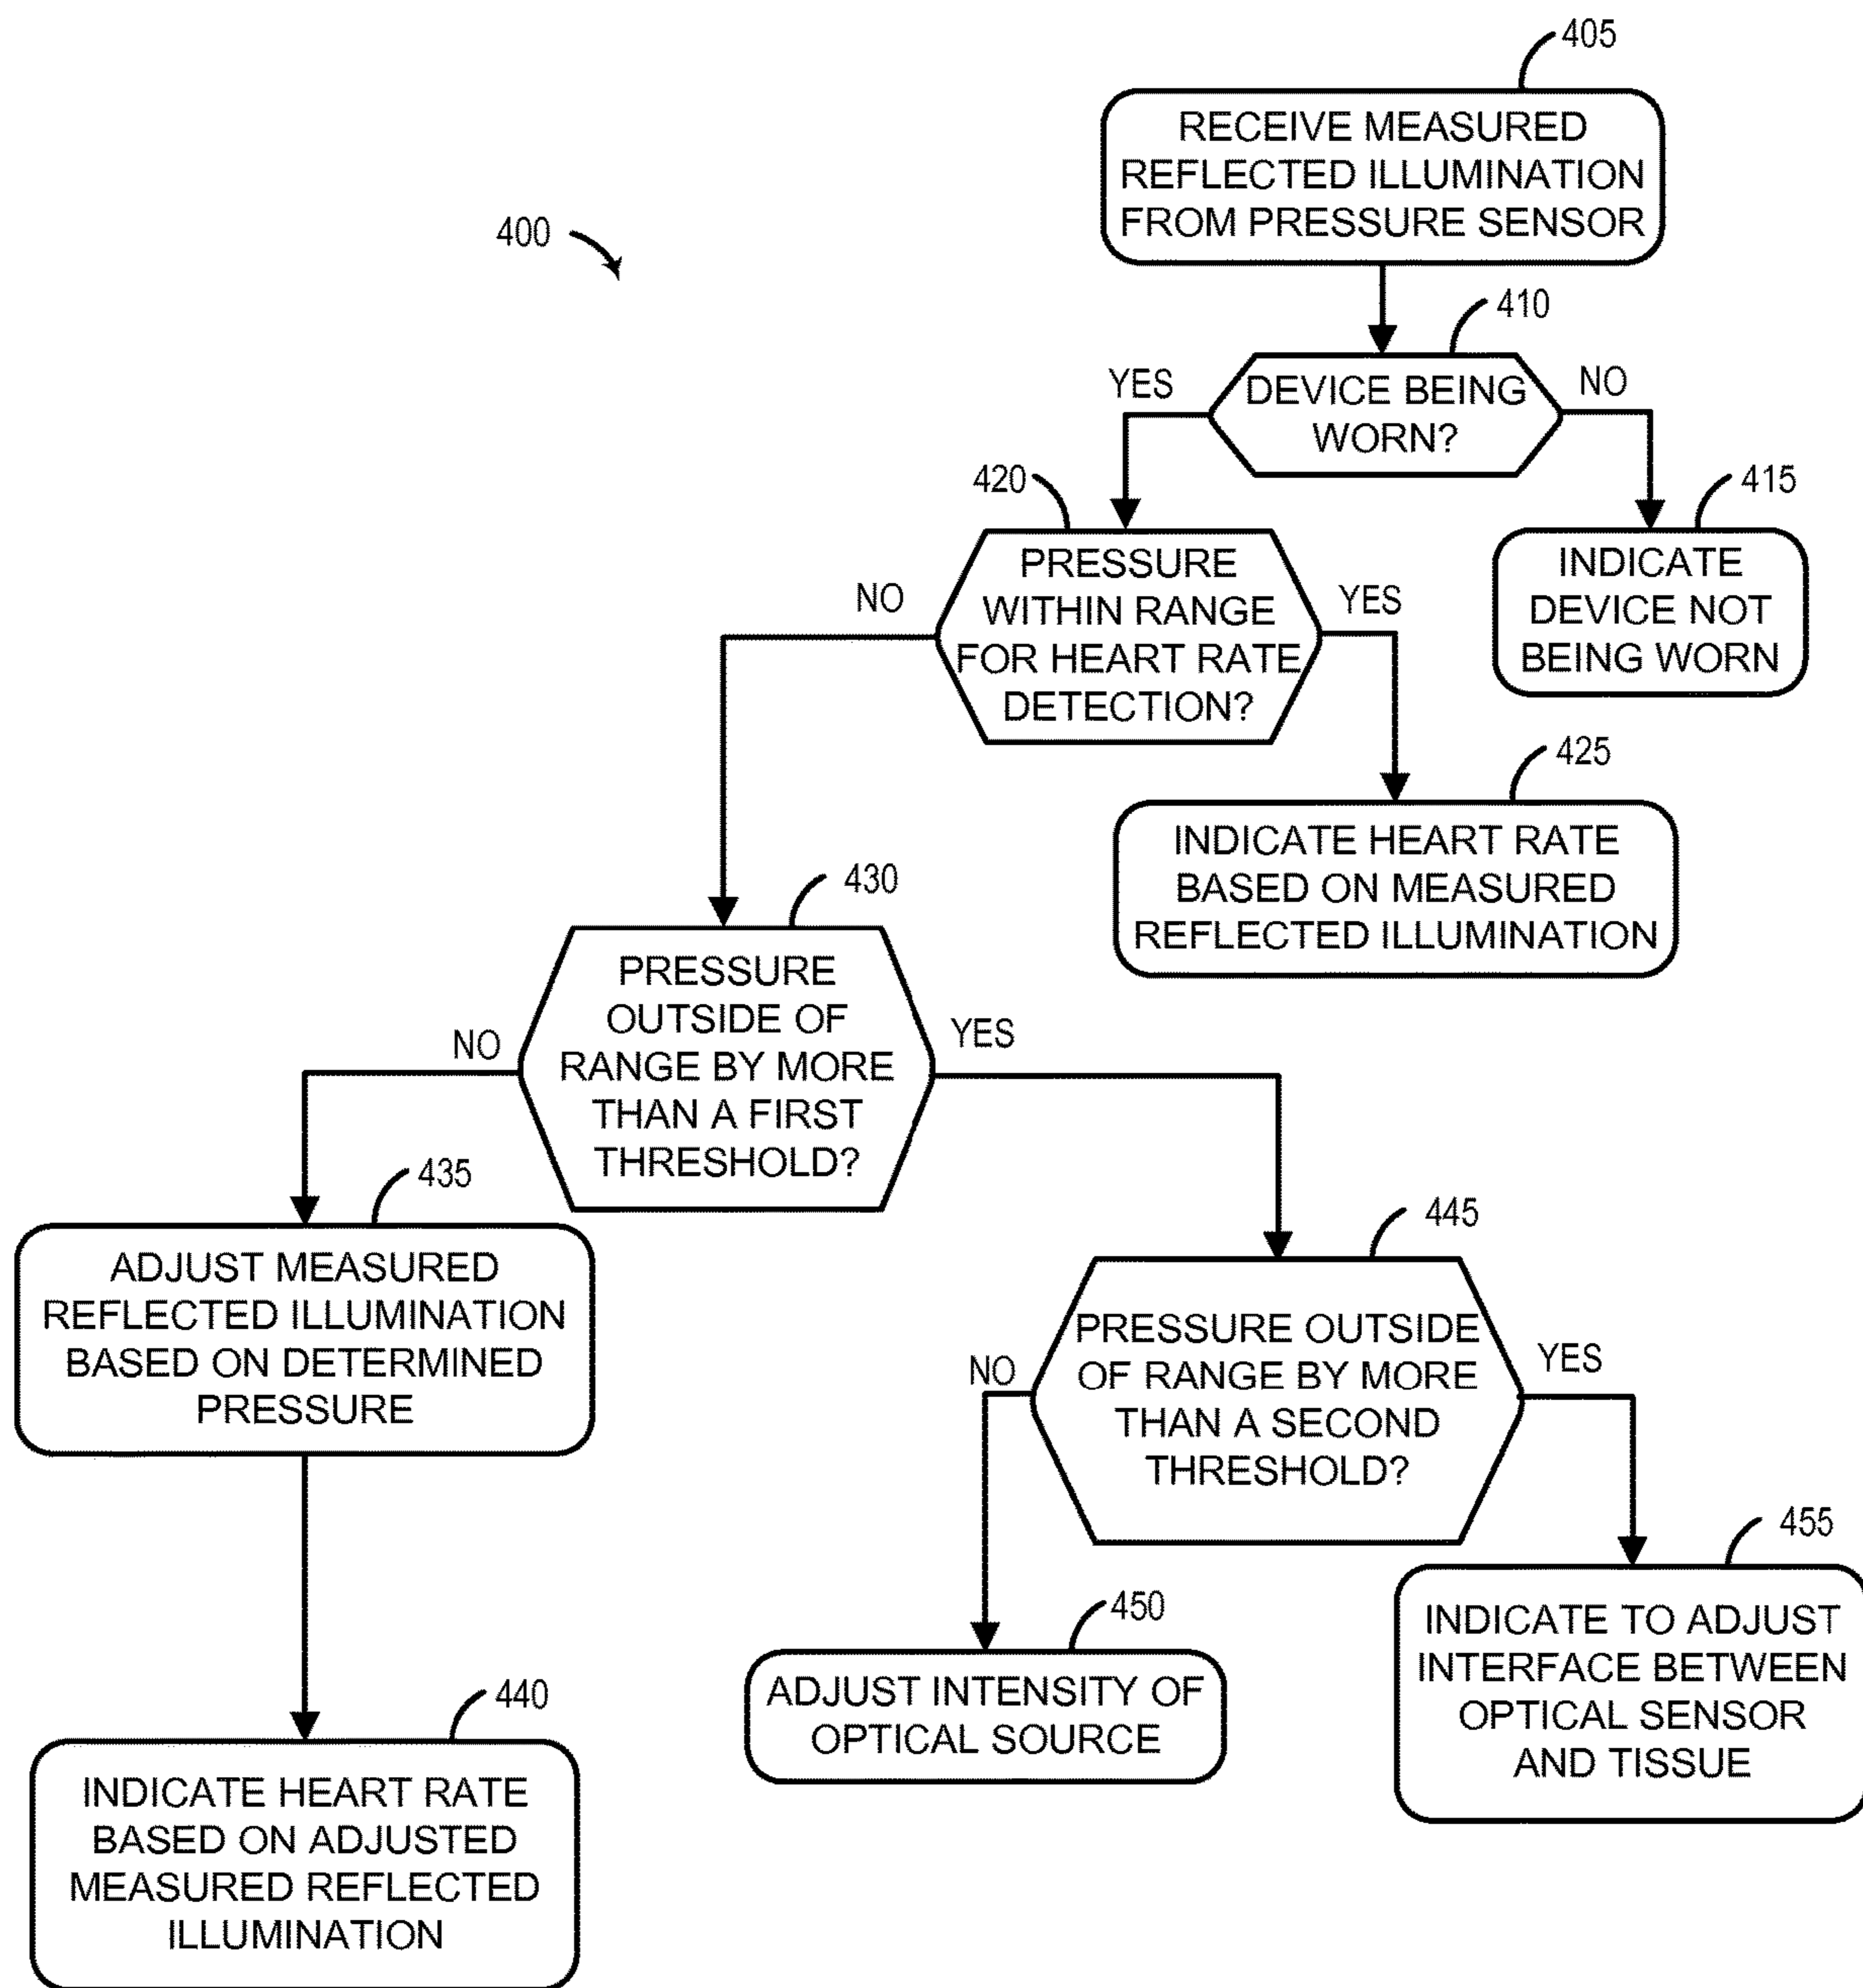 405
RECEIVE MEASURED
REFLECTED ILLUMINATION
FROM PRESSURE SENSOR
400
410
YES
DEVICE BEING
WORN?
NO
420
415
PRESSURE
WITHIN RANGE
FOR HEART RATE
DETECTION?
NO
YES
INDICATE
DEVICE NOT
BEING WORN
425
INDICATE HEART RATE
BASED ON MEASURED
REFLECTED ILLUMINATION
430
PRESSURE
OUTSIDE OF
RANGE BY MORE
THAN A FIRST
THRESHOLD?
NO
YES
435
ADJUST MEASURED
REFLECTED ILLUMINATION
BASED ON DETERMINED
PRESSURE
445
PRESSURE OUTSIDE
OF RANGE BY MORE
THAN A SECOND
THRESHOLD?
NO
YES
455
INDICATE TO ADJUST
INTERFACE BETWEEN
OPTICAL SENSOR
AND TISSUE
450
ADJUST INTENSITY OF
OPTICAL SOURCE
440
INDICATE HEART RATE
BASED ON ADJUSTED
MEASURED REFLECTED
ILLUMINATION